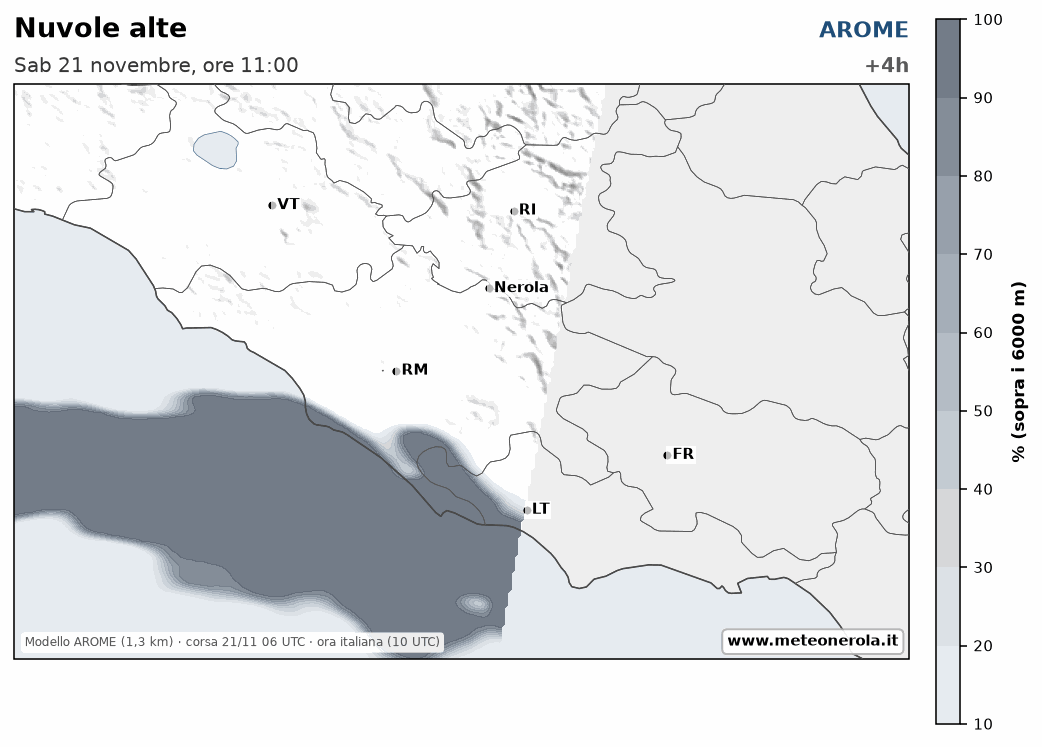 Nuvole alte
AROME
Sab 21 novembre, ore 11:00
+4h
VT
RI
Nerola
RM
FR
LT
Modello AROME (1,3 km) · corsa 21/11 06 UTC · ora italiana (10 UTC)
www.meteonerola.it
100
90
80
70
60
50
40
30
20
10
% (sopra i 6000 m)